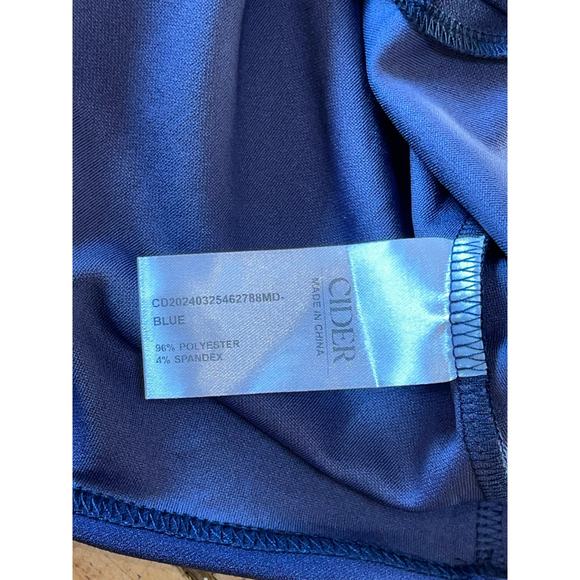 CD20240325462788MD-
BLUE
96% POLYESTER
4% SPANDEX
CIDER
MADE IN CHINA